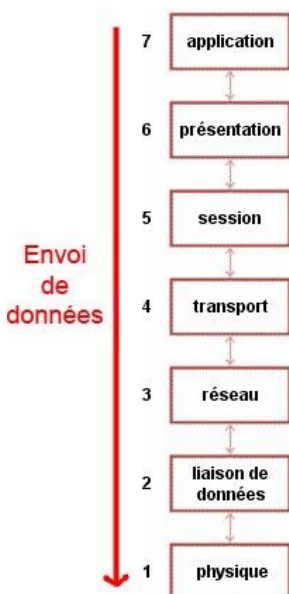 7 application
6 présentation
5 session
Envoi
de
données
4 transport
3 réseau
2 liaison de
données
1 physique